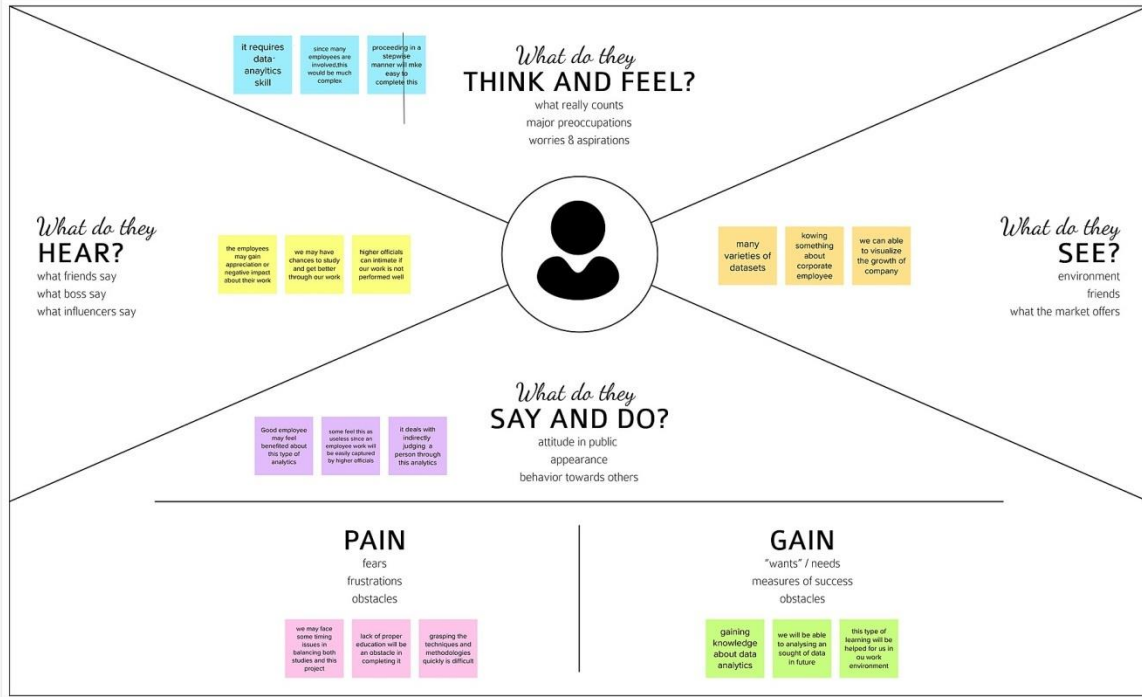 it requires
data-
anayltics
skill
since many
employees are
involved,this
would be much
complex
proceeding in a
stepwise
manner will mke
easy to
complete this
What do they
THINK AND FEEL?
what really counts
major preoccupations
worries & aspirations
What do they
HEAR?
what friends say
what boss say
what influencers say
the employees
may gain
appreciation or
negative impact
about their work
we may have
chances to study
and get better
through our work
higher officials
can intimate if
our work is not
performed well
many
varieties of
datasets
kowing
something
about
corporate
employee
we can able
to visualize
the growth of
company
What do they
SEE?
environment
friends
what the market offers
What do they
SAY AND DO?
attitude in public
appearance
behavior towards others
Good employee
may feel
benefited about
this type of
analytics
some feel this as
useless since an
employee work will
be easily captured
by higher officials
it deals with
indirectly
judging a
person through
this analytics
PAIN
fears
frustrations
obstacles
we may face
some timing
issues in
balancing both
studies and this
project
lack of proper
education will be
an obstacle in
completing it
grasping the
techniques and
methodologies
quickly is difficult
GAIN
"wants" / needs
measures of success
obstacles
gaining
knowledge
about data
analytics
we will be able
to analysing an
sought of data
in future
this type of
learning will be
helped for us in
ou work
environment